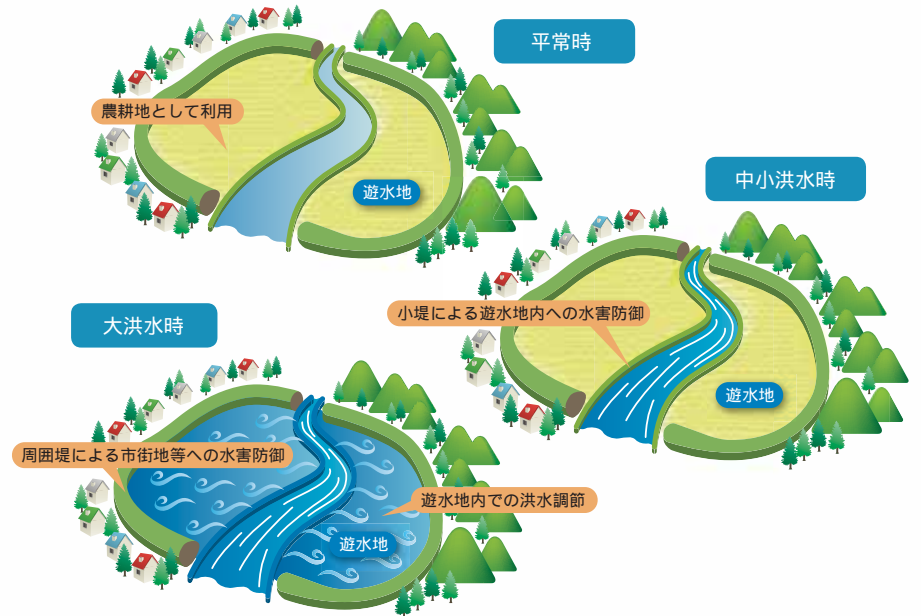 平常時
農耕地として利用
遊水地
中小洪水時
小堤による遊水地内への水害防御
遊水地
大洪水時
周囲堤による市街地等への水害防御
遊水地内での洪水調節
遊水地